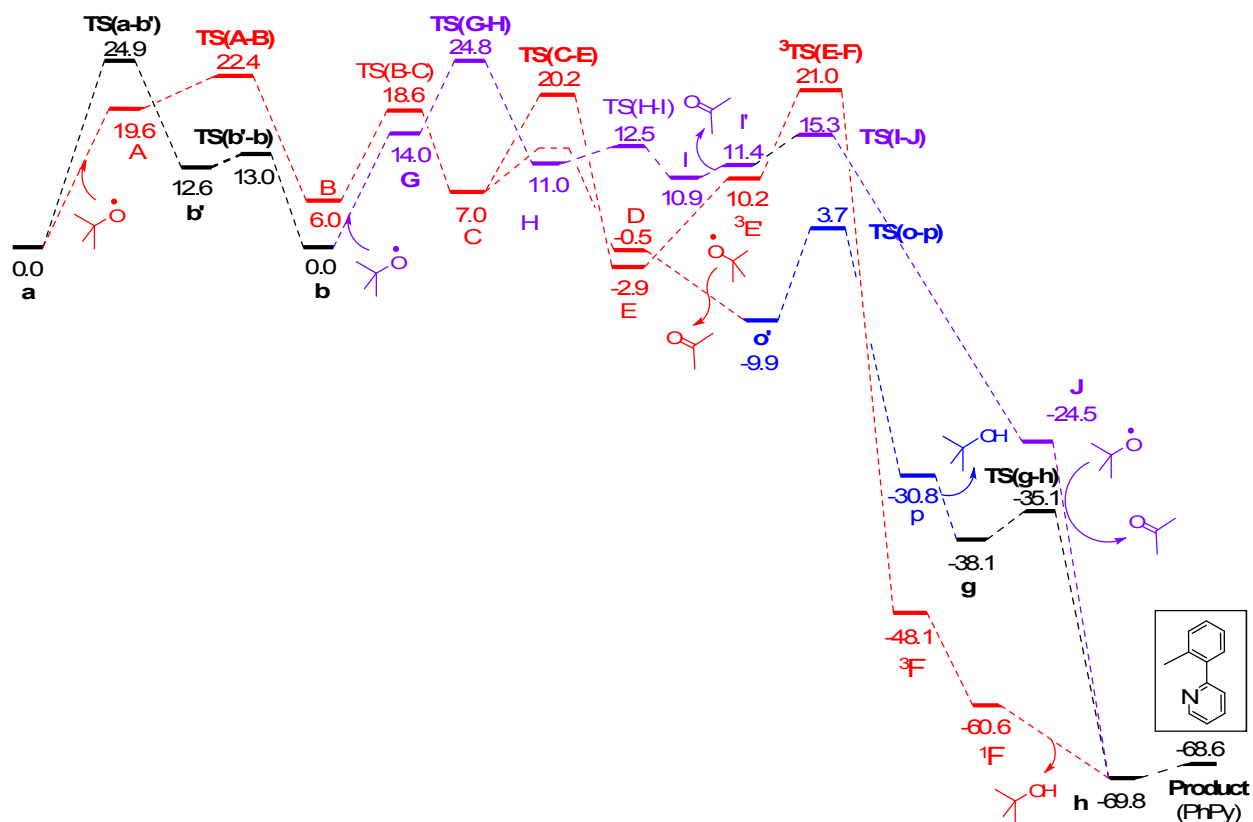 TS(a-b')
24.9
TS(A-B)
22.4
TS(G-H)
24.8
TS(C-E)
20.2
³TS(E-F)
21.0
TS(B-C)
18.6
19.6
A
TS(b'-b)
13.0
12.6
b'
14.0
G
TS(H-I)
12.5
O
I'
11.4
15.3
TS(I-J)
I
10.9
11.0
H
10.2
³E'
B
6.0
7.0
C
O
0.0
a
0.0
b
O
D
-0.5
-2.9
E
O
O
3.7
TS(o-p)
o'
-9.9
J
-24.5
O
OH
-30.8
p
TS(g-h)
-35.1
O
-38.1
g
-48.1
³F
-60.6
¹F
OH
N
h
-69.8
-68.6
Product
(PhPy)